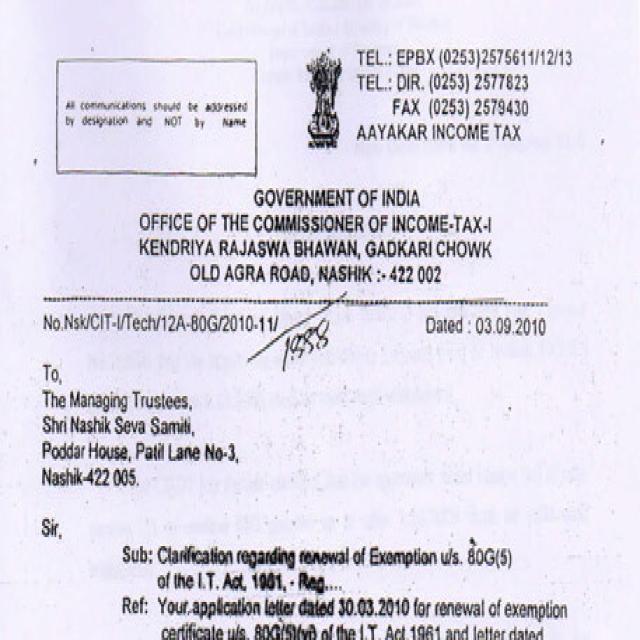 TEL.: EPBX (0253)2575611/12/13
TEL.: DIR. (0253) 2577823
FAX (0253) 2579430
AAYAKAR INCOME TAX
All communications should be addressed
by designation and NOT by Name
GOVERNMENT OF INDIA
OFFICE OF THE COMMISSIONER OF INCOME-TAX-I
KENDRIYA RAJASWA BHAWAN, GADKARI CHOWK
OLD AGRA ROAD, NASHIK :- 422 002
No.Nsk/CIT-I/Tech/12A-80G/2010-11/ Dated : 03.09.2010
To,
The Managing Trustees,
Shri Nashik Seva Samiti,
Poddar House, Patil Lane No-3,
Nashik-422 005.
Sir,
Sub: Clarification regarding renewal of Exemption u/s. 80G(5)
of the I.T. Act, 1961, - Reg....
Ref: Your application letter dated 30.03.2010 for renewal of exemption
certificate u/s. 80G(5)(vi) of the I.T. Act,1961 and letter dated